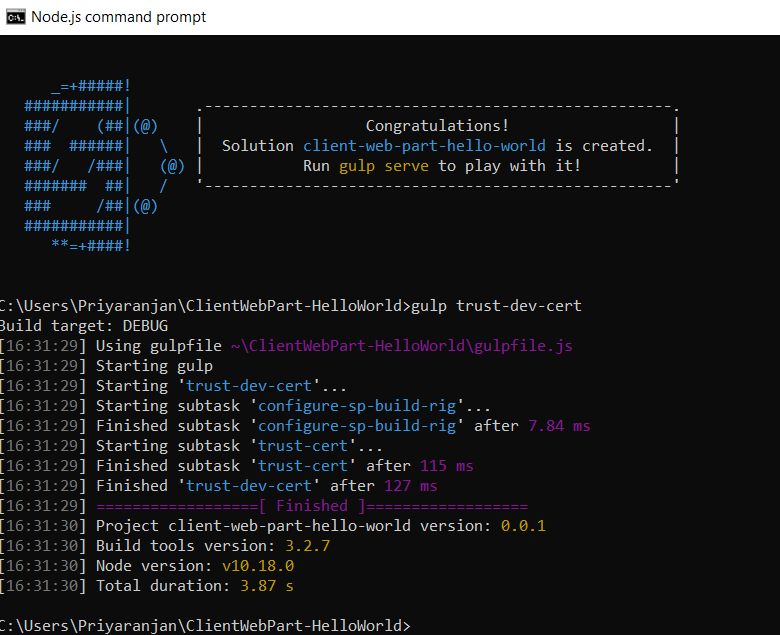 Node.js command prompt
_=+#####!
###########|      .----------------------------------------------------.
###/    (##|(@)    |                  Congratulations!                  |
###  ######|   \   |  Solution client-web-part-hello-world is created.  |
###/   /###|   (@) |           Run gulp serve to play with it!          |
#######  ##|   /   '----------------------------------------------------'
###     /##|(@)
###########|
**=+####!
C:\Users\Priyaranjan\ClientWebPart-HelloWorld>gulp trust-dev-cert
Build target: DEBUG
[16:31:29] Using gulpfile ~\ClientWebPart-HelloWorld\gulpfile.js
[16:31:29] Starting gulp
[16:31:29] Starting 'trust-dev-cert'...
[16:31:29] Starting subtask 'configure-sp-build-rig'...
[16:31:29] Finished subtask 'configure-sp-build-rig' after 7.84 ms
[16:31:29] Starting subtask 'trust-cert'...
[16:31:29] Finished subtask 'trust-cert' after 115 ms
[16:31:29] Finished 'trust-dev-cert' after 127 ms
[16:31:29] ==================[ Finished ]==================
[16:31:30] Project client-web-part-hello-world version: 0.0.1
[16:31:30] Build tools version: 3.2.7
[16:31:30] Node version: v10.18.0
[16:31:30] Total duration: 3.87 s
C:\Users\Priyaranjan\ClientWebPart-HelloWorld>